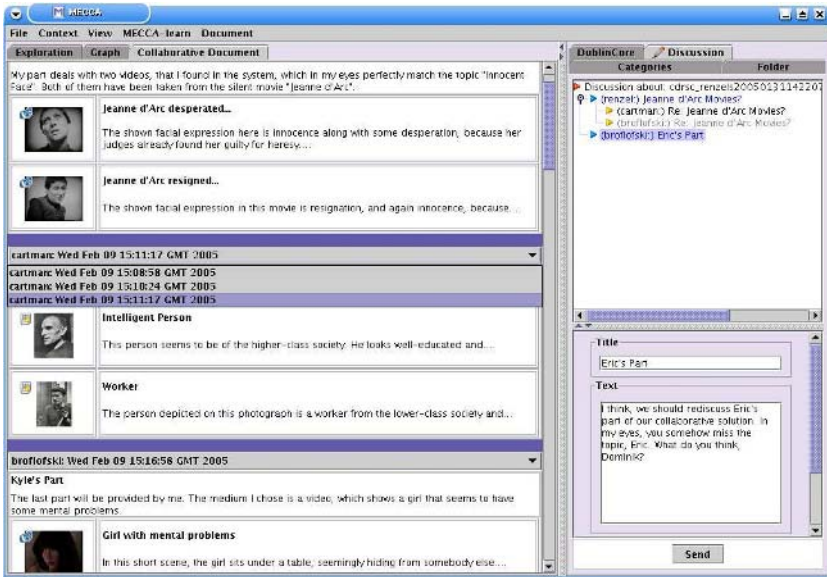 MECCA
File Context View MECCA-learn Document
Exploration Graph Collaborative Document
My part deals with two videos, that I found in the system, which in my eyes perfectly match the topic "Innocent
Face". Both of them have been taken from the silent movie "Jeanne d'Arc".
Jeanne d'Arc desperated...
The shown facial expression here is innocence along with some desperation, because her
judges already found her guilty for heresy....
Jeanne d'Arc resigned...
The shown facial expression in this movie is resignation, and again innocence, because...
cartman: Wed Feb 09 15:11:17 GMT 2005
cartman: Wed Feb 09 15:08:58 GMT 2005
cartman: Wed Feb 09 15:10:24 GMT 2005
cartman: Wed Feb 09 15:11:17 GMT 2005
Intelligent Person
This person seems to be of the higher-class society. He looks well-educated and...
Worker
The person depicted on this photograph is a worker from the lower-class society and...
broflofski: Wed Feb 09 15:16:58 GMT 2005
Kyle's Part
The last part will be provided by me. The medium I chose is a video, which shows a girl that seems to have
some mental problems.
Girl with mental problems
In this short scene, the girl sits under a table, seemingly hiding from somebody else....
DublinCore Discussion
Categories Folder
Discussion about: cdrsc_renzels20050131142207
(renzel:) Jeanne d'Arc Movies?
(cartman:) Re: Jeanne d'Arc Movies?
(broflofski:) Re: Jeanne d'Arc Movies?
(broflofski:) Eric's Part
Title
Eric's Part
Text
I think, we should rediscuss Eric's
part of our collaborative solution. In
my eyes, you somehow miss the
topic, Eric. What do you think,
Dominik?
Send